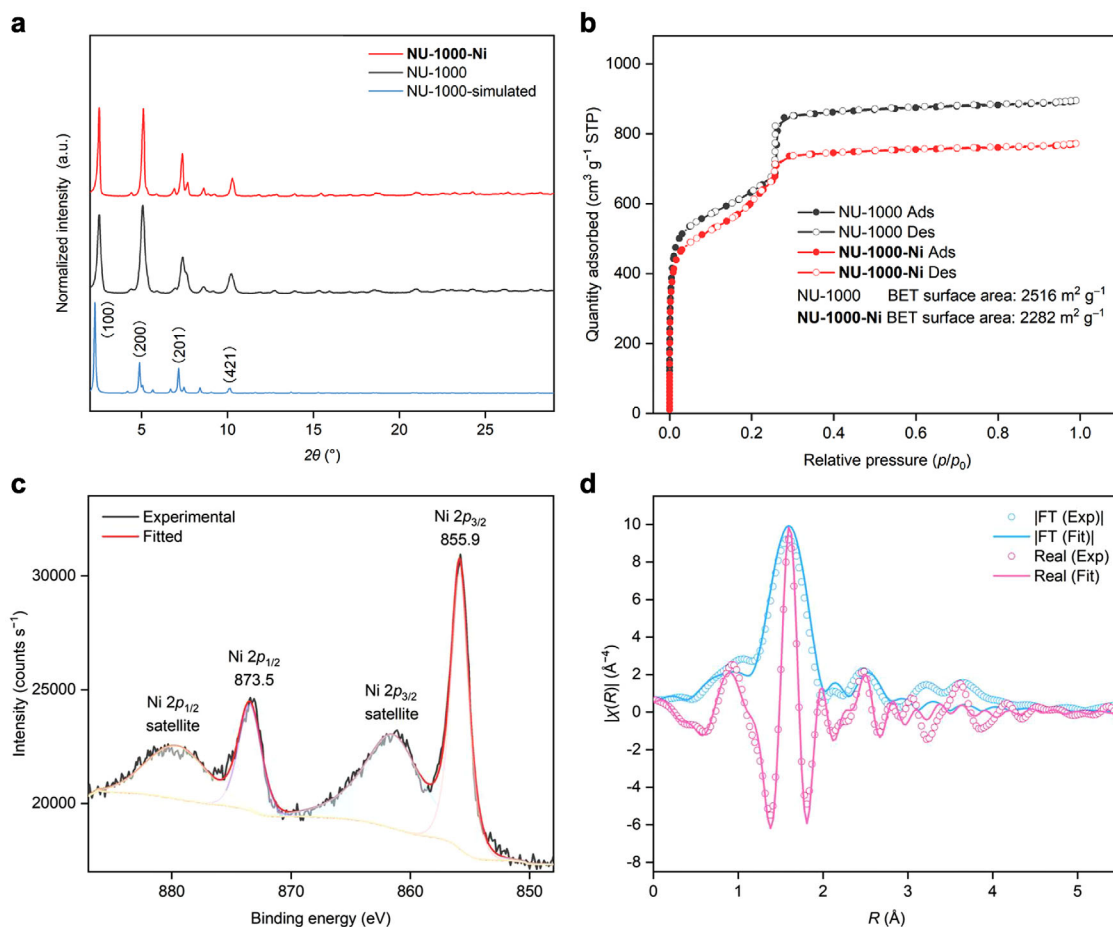 a
NU-1000-Ni
NU-1000
NU-1000-simulated
(100)
(200)
(201)
(421)
Normalized intensity (a.u.)
5 10 15 20 25
2θ (°)
b
1000
800
600
400
200
0
Quantity adsorbed (cm³ g⁻¹ STP)
NU-1000 Ads
NU-1000 Des
NU-1000-Ni Ads
NU-1000-Ni Des
NU-1000 BET surface area: 2516 m² g⁻¹
NU-1000-Ni BET surface area: 2282 m² g⁻¹
0.0 0.2 0.4 0.6 0.8 1.0
Relative pressure (p/p₀)
c
Experimental
Fitted
Ni 2p₃/₂
855.9
Ni 2p₁/₂
873.5
Ni 2p₁/₂
satellite
Ni 2p₃/₂
satellite
30000
25000
20000
Intensity (counts s⁻¹)
880 870 860 850
Binding energy (eV)
d
|FT (Exp)|
|FT (Fit)|
Real (Exp)
Real (Fit)
10
8
6
4
2
0
-2
-4
-6
-8
|χ(R)| (Å⁻⁴)
0 1 2 3 4 5
R (Å)